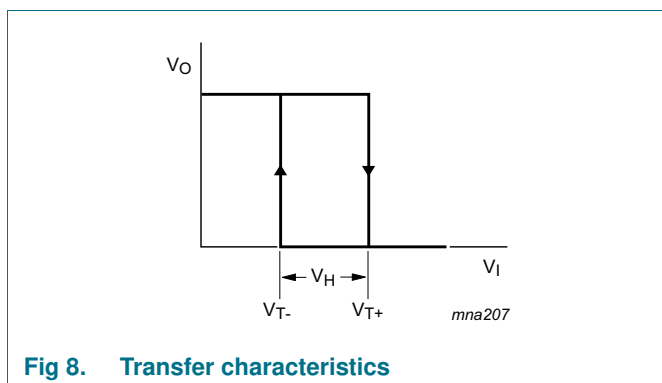 VO
VH
VI
VT- VT+ mna207
Fig 8. Transfer characteristics